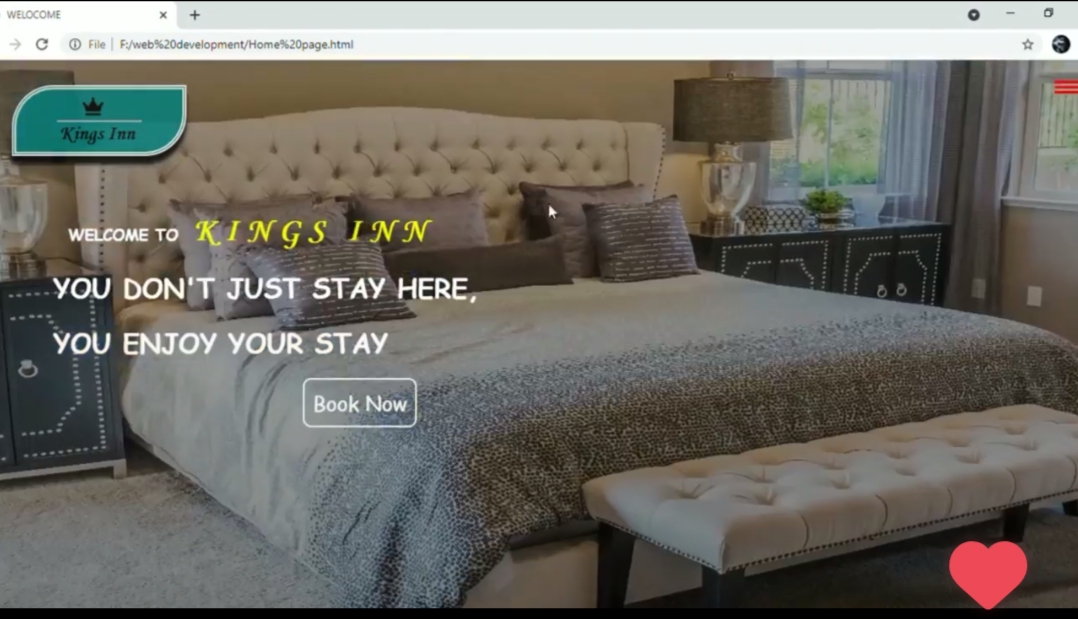 WELOCOME
File F:/web%20development/Home%20page.html
Kings Inn
WELCOME TO KINGS INN
YOU DON'T JUST STAY HERE,
YOU ENJOY YOUR STAY
Book Now